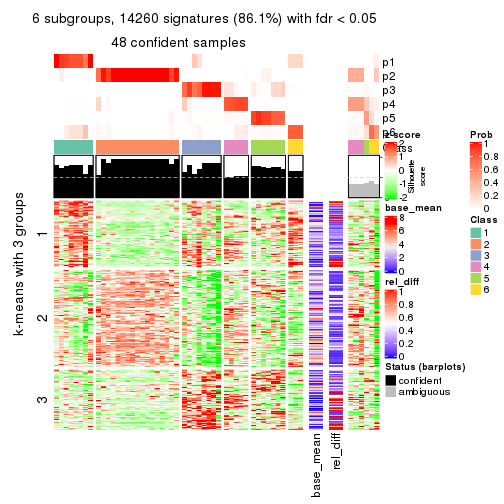 6 subgroups, 14260 signatures (86.1%) with fdr < 0.05
48 confident samples
p1
p2
p3
p4
p5
p6
Class
Silhouette
score
k-means with 3 groups
1
2
3
base_mean
rel_diff
z-score
2
1
0
-1
-2
base_mean
8
6
4
2
0
rel_diff
1
0.8
0.6
0.4
0.2
0
Status (barplots)
confident
ambiguous
Prob
1
0.8
0.6
0.4
0.2
0
Class
1
2
3
4
5
6